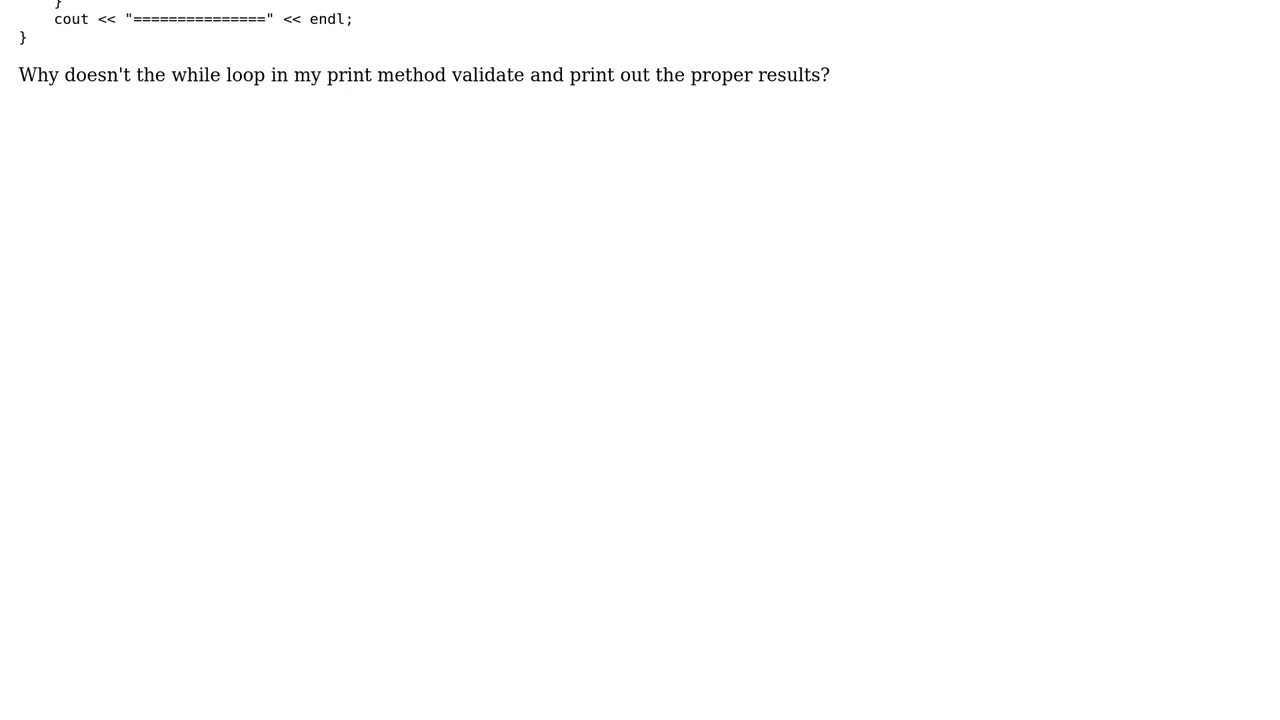 }
    cout << "===============" << endl;
}
Why doesn't the while loop in my print method validate and print out the proper results?